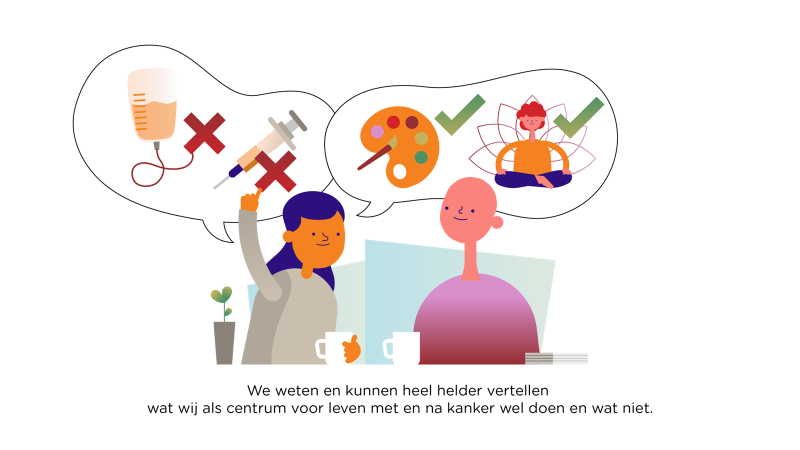 We weten en kunnen heel helder vertellen
wat wij als centrum voor leven met en na kanker wel doen en wat niet.